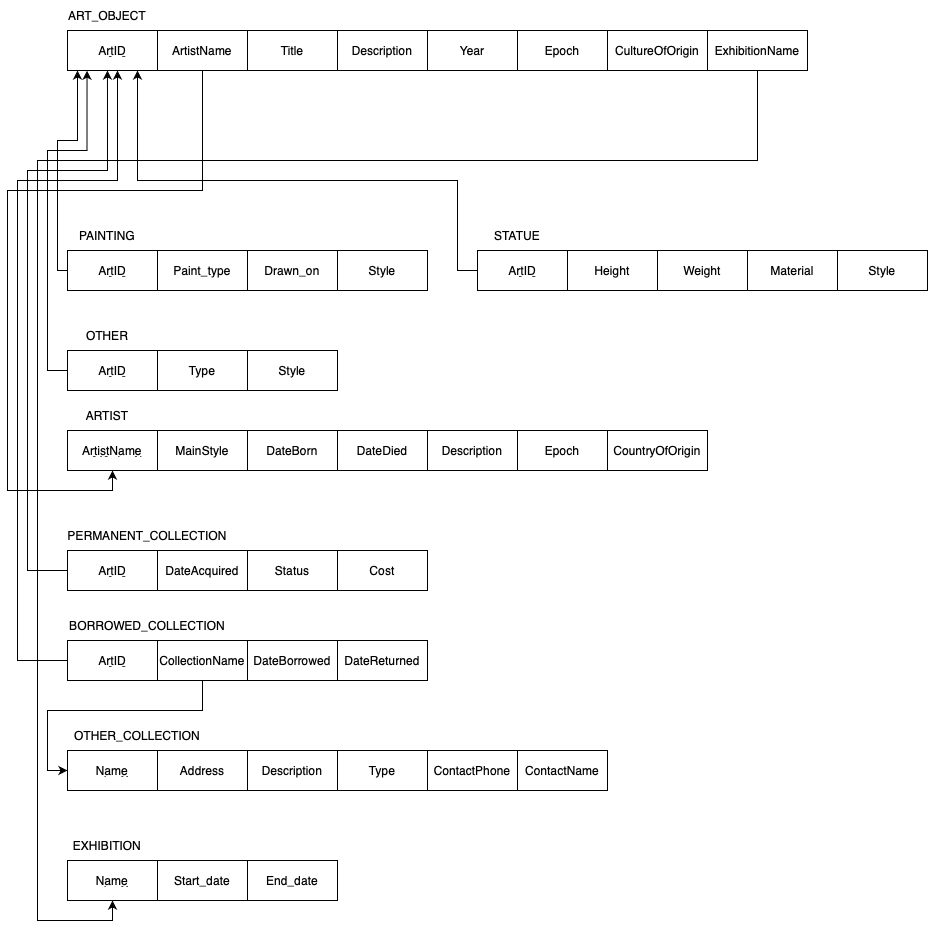 ART_OBJECT
ArtID ArtistName Title Description Year Epoch CultureOfOrigin ExhibitionName
PAINTING
ArtID Paint_type Drawn_on Style
STATUE
ArtID Height Weight Material Style
OTHER
ArtID Type Style
ARTIST
ArtistName MainStyle DateBorn DateDied Description Epoch CountryOfOrigin
PERMANENT_COLLECTION
ArtID DateAcquired Status Cost
BORROWED_COLLECTION
ArtID CollectionName DateBorrowed DateReturned
OTHER_COLLECTION
Name Address Description Type ContactPhone ContactName
EXHIBITION
Name Start_date End_date